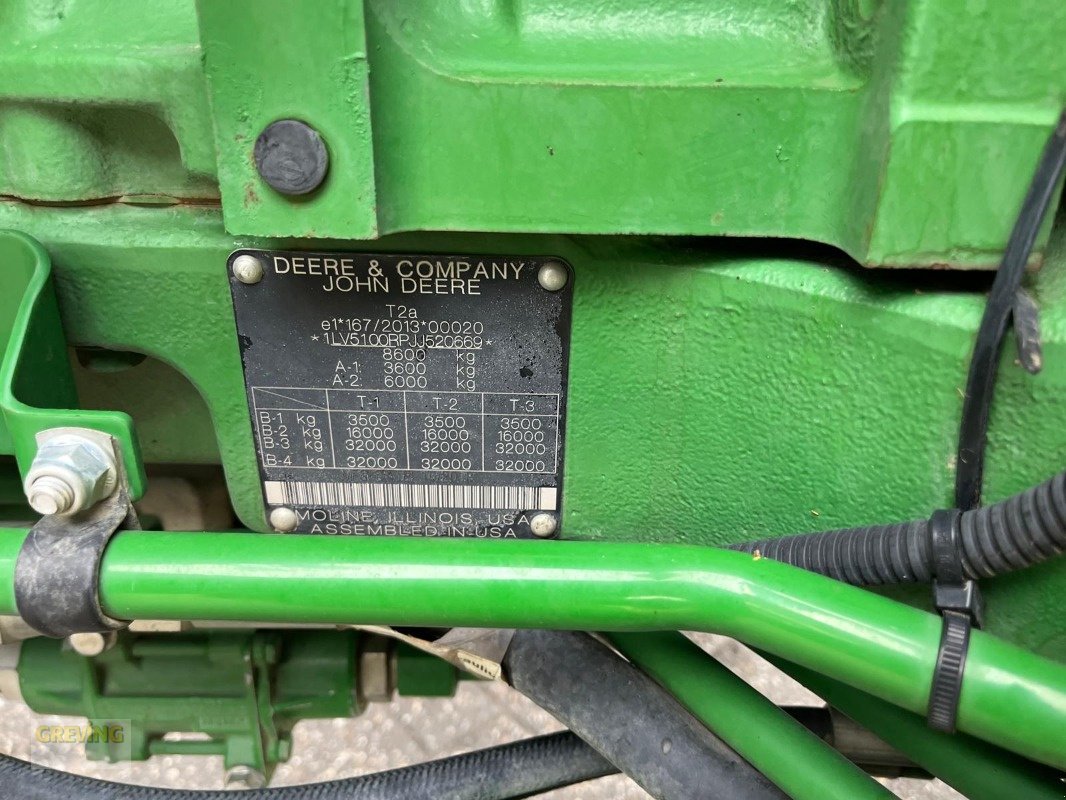 DEERE & COMPANY
JOHN DEERE
T2a
e1*167/2013*00020
*1LV5100RPJJ520669*
8600 kg
A-1: 3600 kg
A-2: 6000 kg
T-1 T-2 T-3
B-1 kg 3500 3500 3500
B-2 kg 16000 16000 16000
B-3 kg 32000 32000 32000
B-4 kg 32000 32000 32000
MOLINE, ILLINOIS, USA
ASSEMBLED IN USA
GREVING